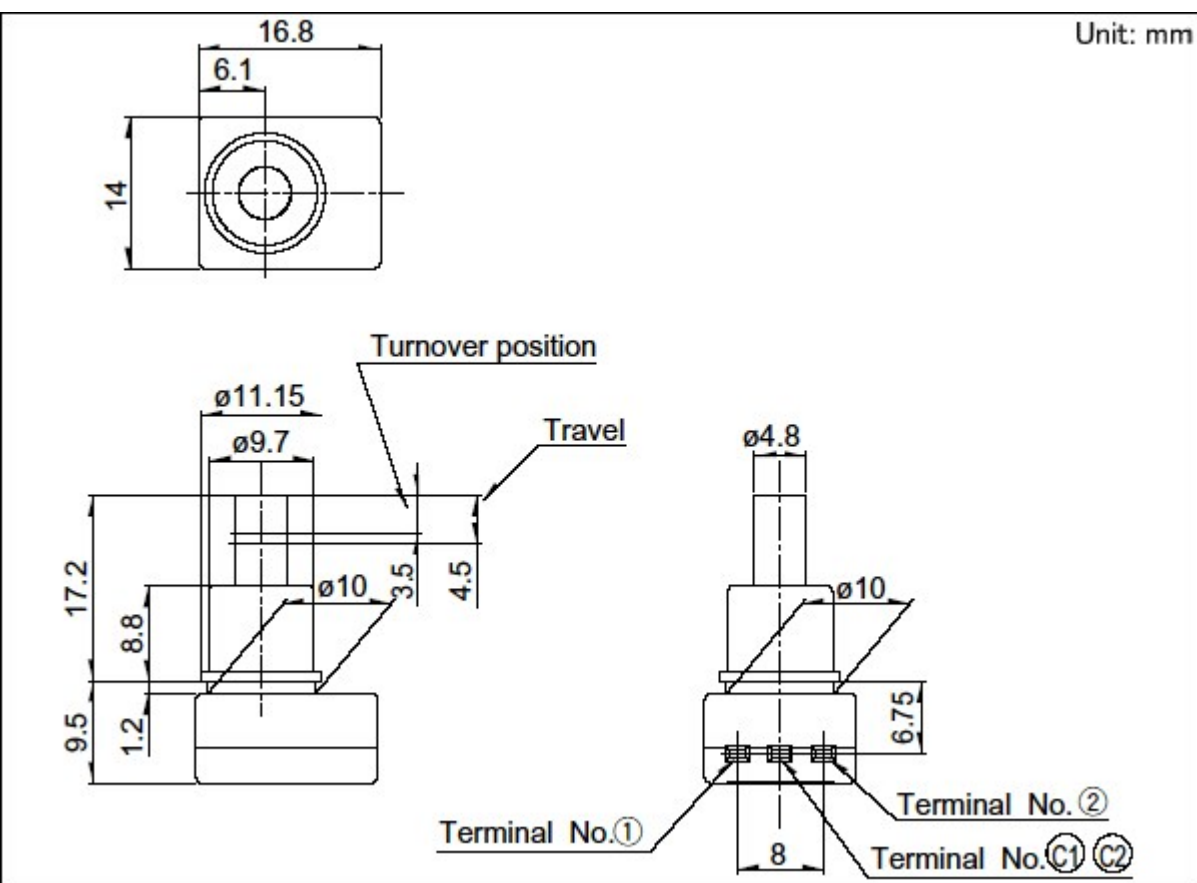 16.8
Unit: mm
6.1
14
Turnover position
ø11.15
Travel
ø9.7
ø4.8
17.2
8.8
ø10
3.5
4.5
ø10
9.5
1.2
6.75
Terminal No.①
8
Terminal No.②
Terminal No.C1 C2